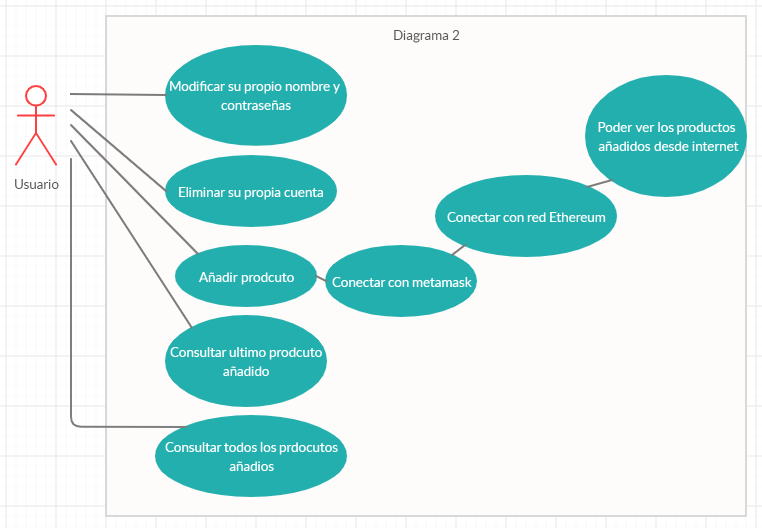 Diagrama 2
Modificar su propio nombre y
contraseñas
Poder ver los productos
añadidos desde internet
Usuario
Eliminar su propia cuenta
Conectar con red Ethereum
Añadir prodcuto
Conectar con metamask
Consultar ultimo prodcuto
añadido
Consultar todos los prdocutos
añadios